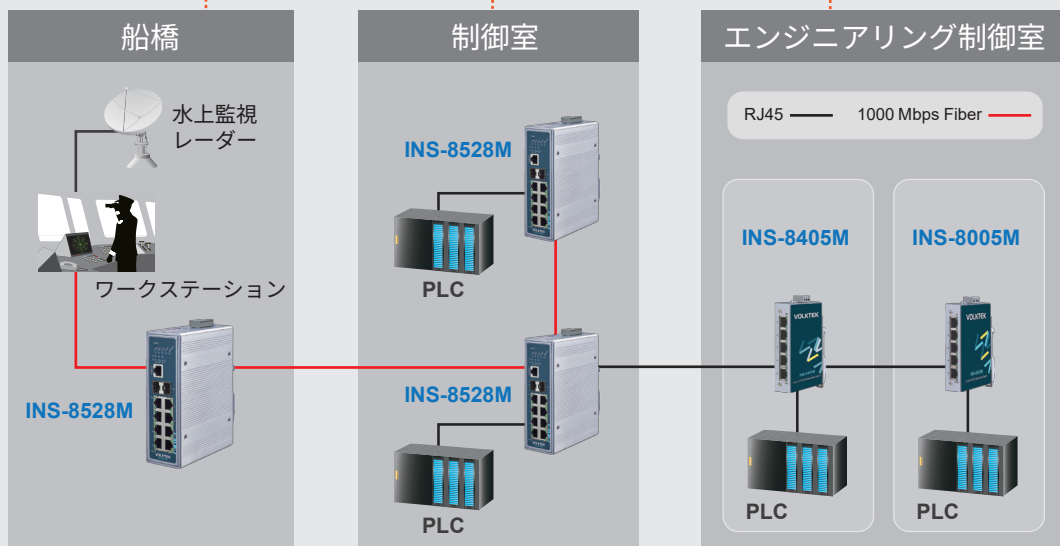 船橋
水上監視
レーダー
ワークステーション
INS-8528M
制御室
INS-8528M
PLC
INS-8528M
PLC
エンジニアリング制御室
RJ45
1000 Mbps Fiber
INS-8405M
VOLKTEK
PLC
INS-8005M
VOLKTEK
PLC